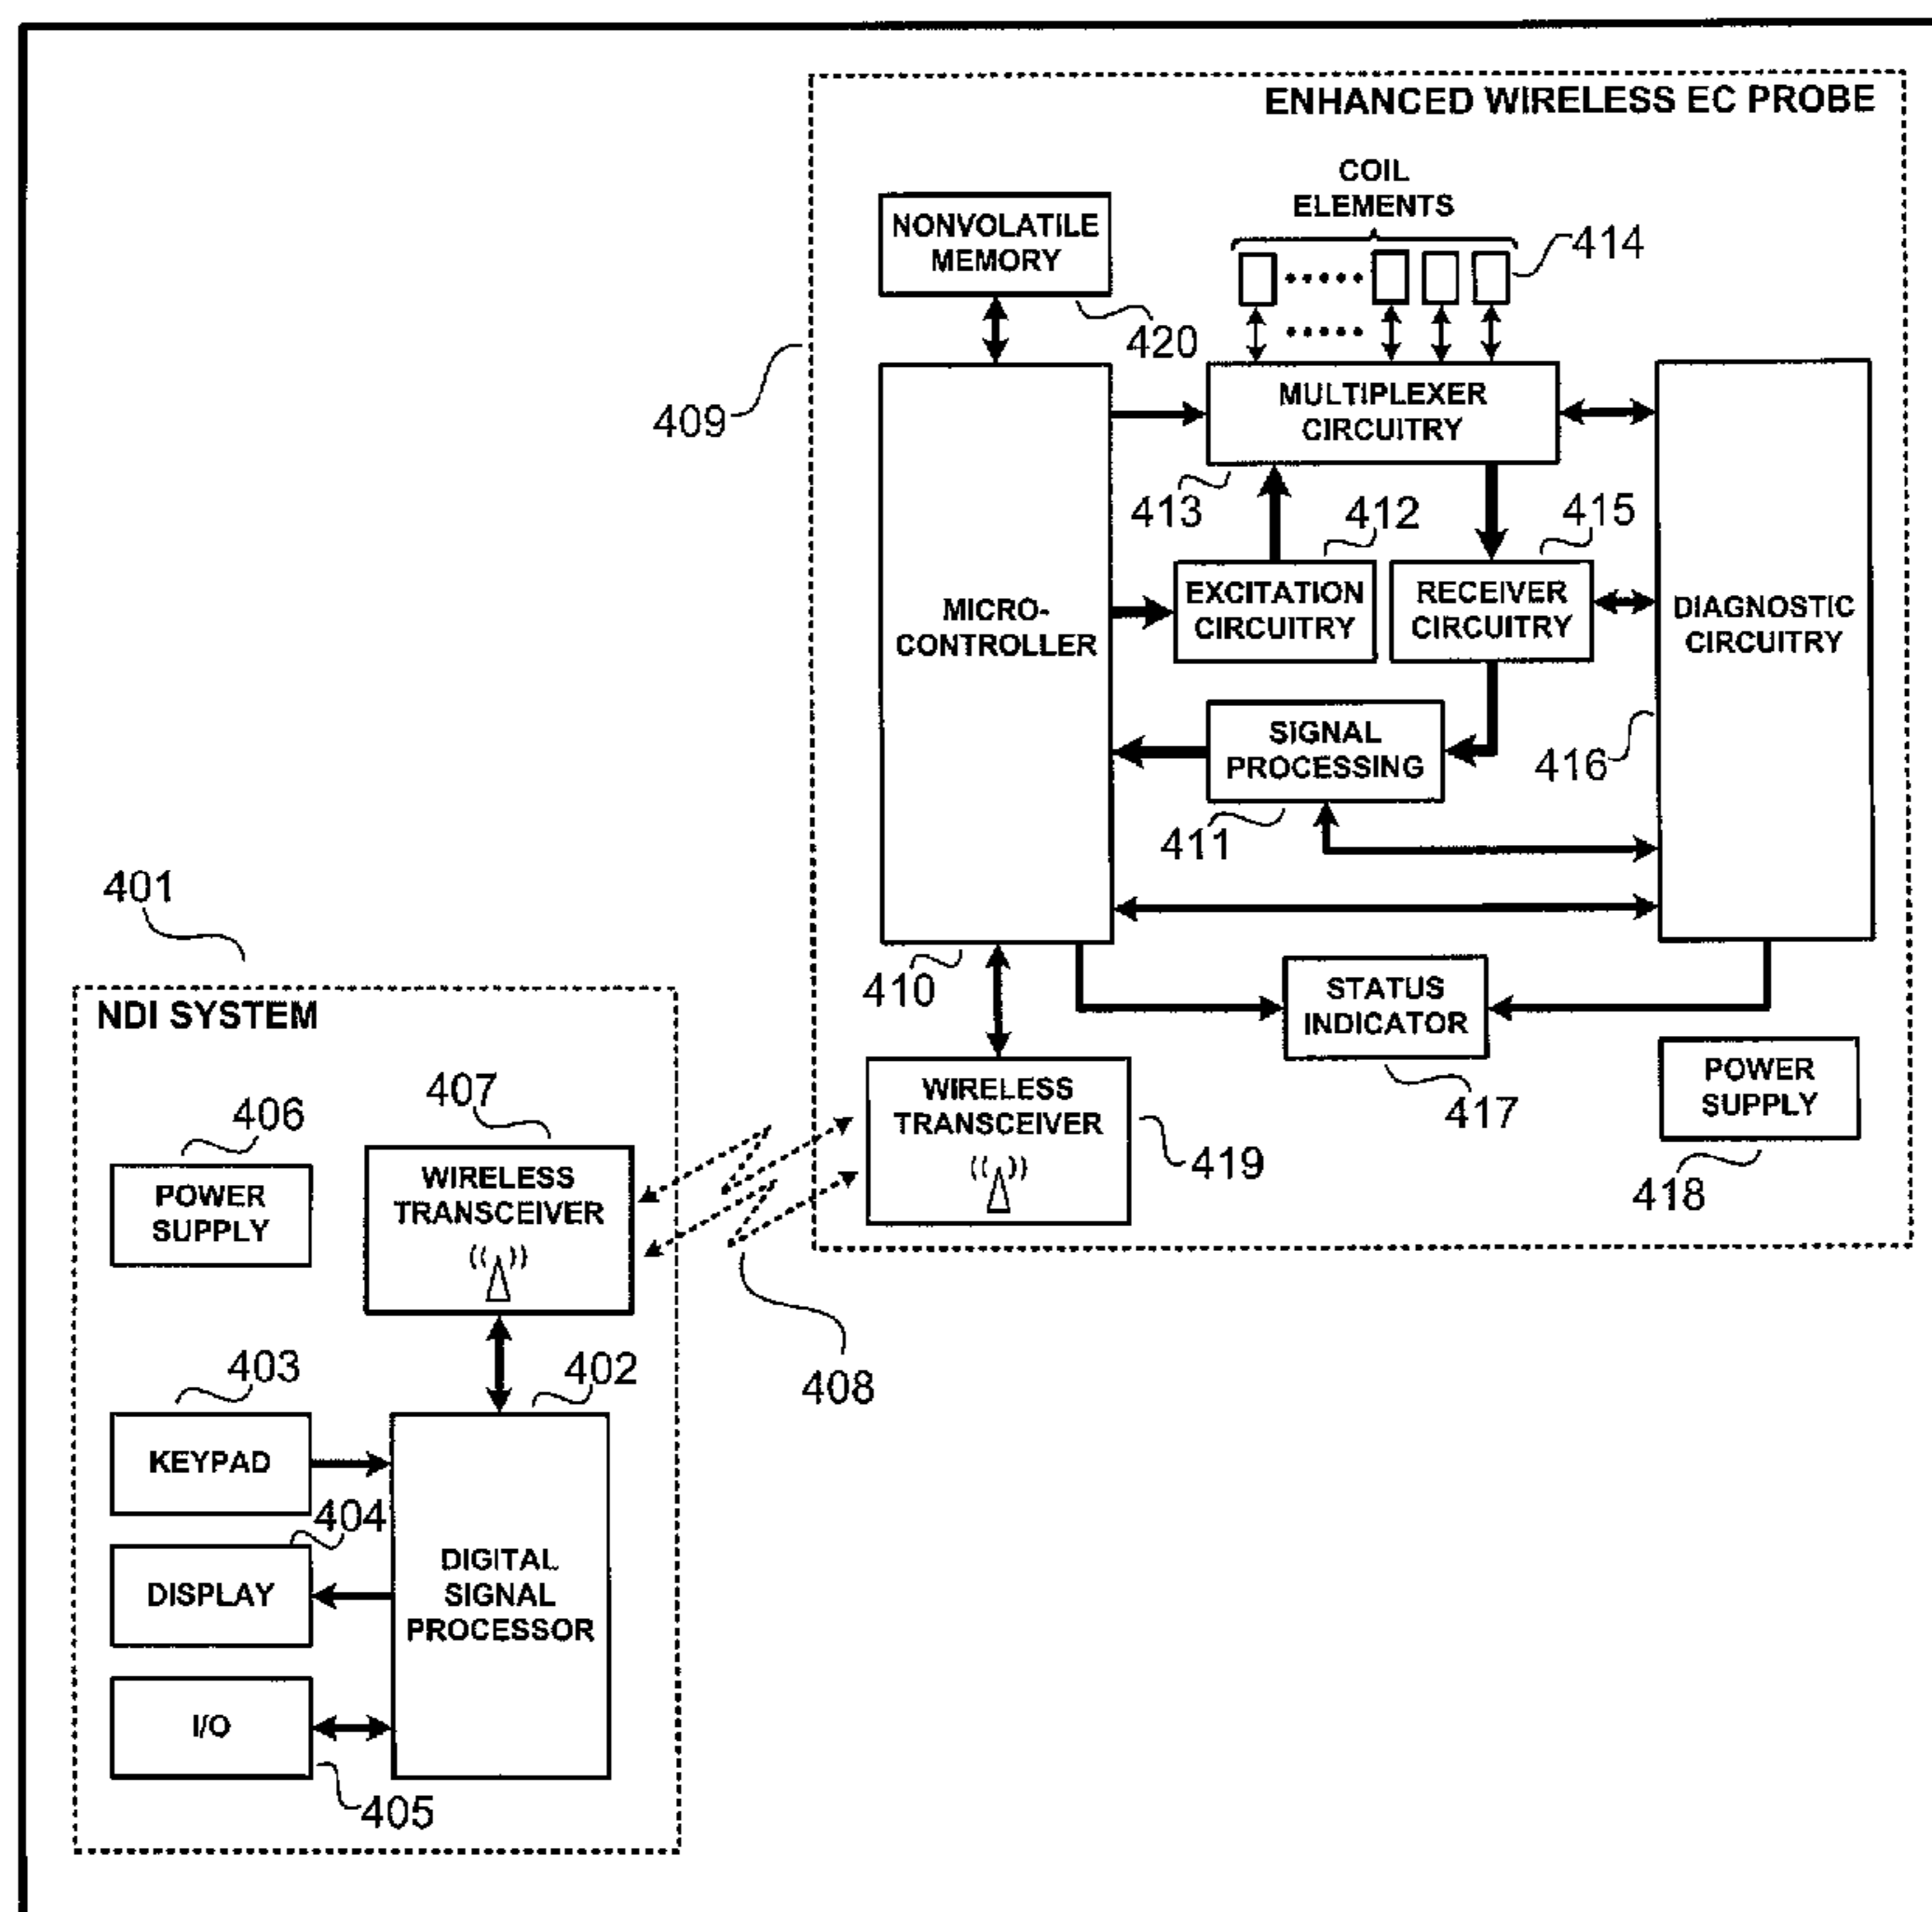 ENHANCED WIRELESS EC PROBE
COIL
ELEMENTS
414
NONVOLATILE
MEMORY
420
409
MULTIPLEXER
CIRCUITRY
413
412
415
MICRO-
CONTROLLER
EXCITATION
CIRCUITRY
RECEIVER
CIRCUITRY
DIAGNOSTIC
CIRCUITRY
SIGNAL
PROCESSING
416
411
410
STATUS
INDICATOR
417
POWER
SUPPLY
418
WIRELESS
TRANSCEIVER
((
))
419
401
NDI SYSTEM
406
POWER
SUPPLY
407
WIRELESS
TRANSCEIVER
((
))
408
403
402
KEYPAD
404
DISPLAY
DIGITAL
SIGNAL
PROCESSOR
I/O
405